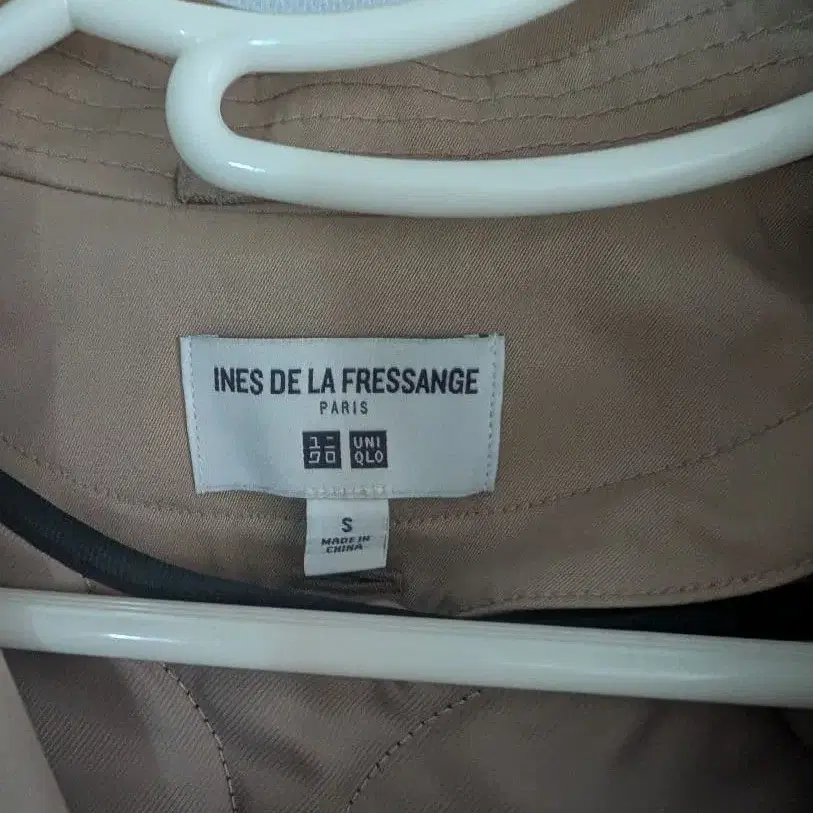 INES DE LA FRESSANGE
PARIS
ユニ UNI
クロ QLO
S
MADE IN
CHINA